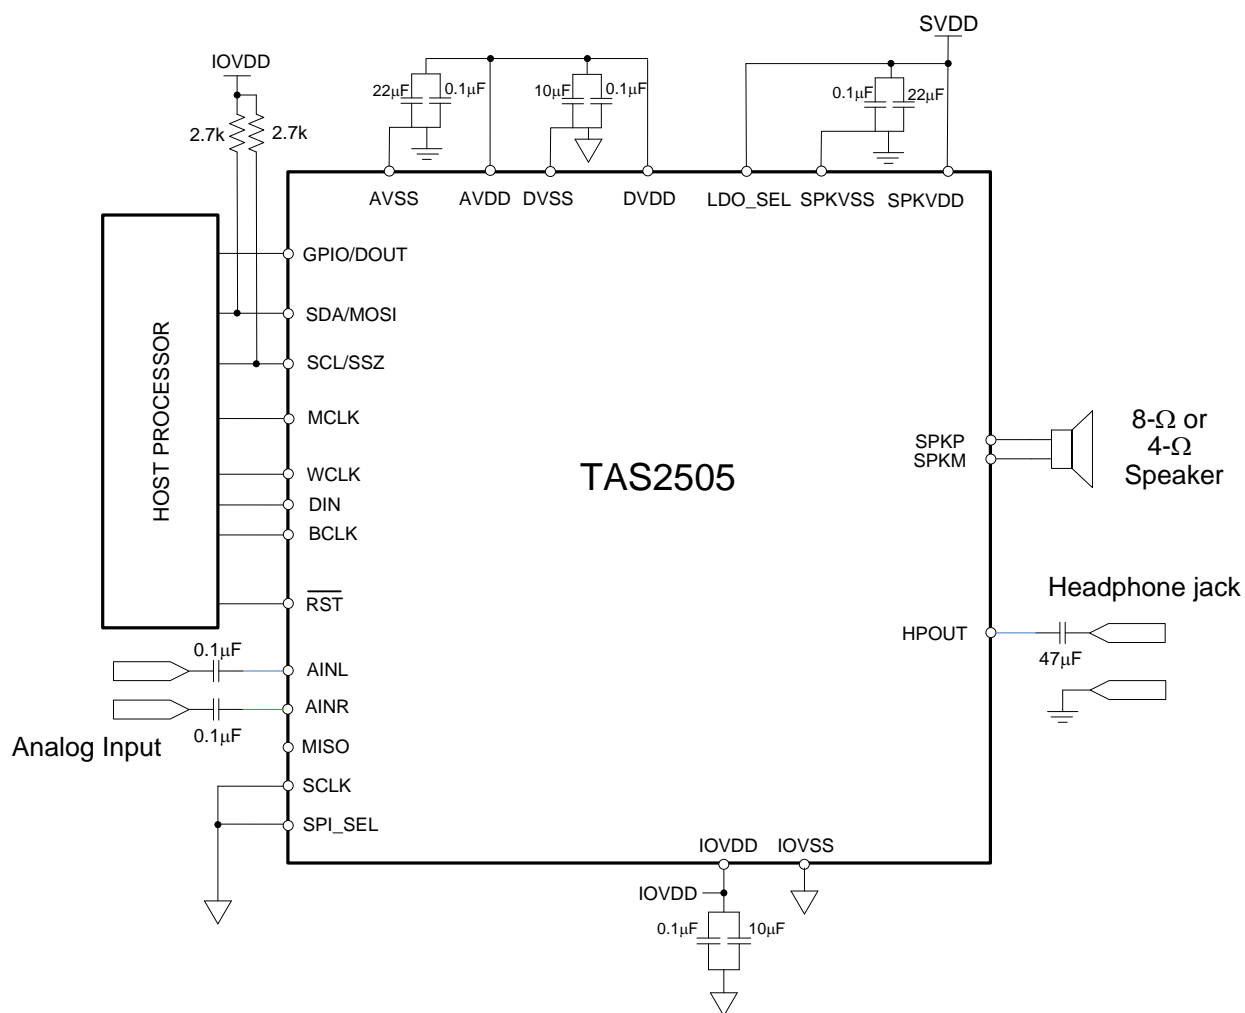 SVDD
IOVDD
22μF
0.1μF
10μF
0.1μF
0.1μF
22μF
2.7k
2.7k
AVSS
AVDD
DVSS
DVDD
LDO_SEL
SPKVSS
SPKVDD
GPIO/DOUT
SDA/MOSI
SCL/SSZ
MCLK
WCLK
DIN
BCLK
RST
HOST PROCESSOR
TAS2505
SPKP
SPKM
8-Ω or
4-Ω
Speaker
Headphone jack
HPOUT
47μF
0.1μF
AINL
AINR
0.1μF
Analog Input
MISO
SCLK
SPI_SEL
IOVDD
IOVSS
IOVDD
0.1μF
10μF